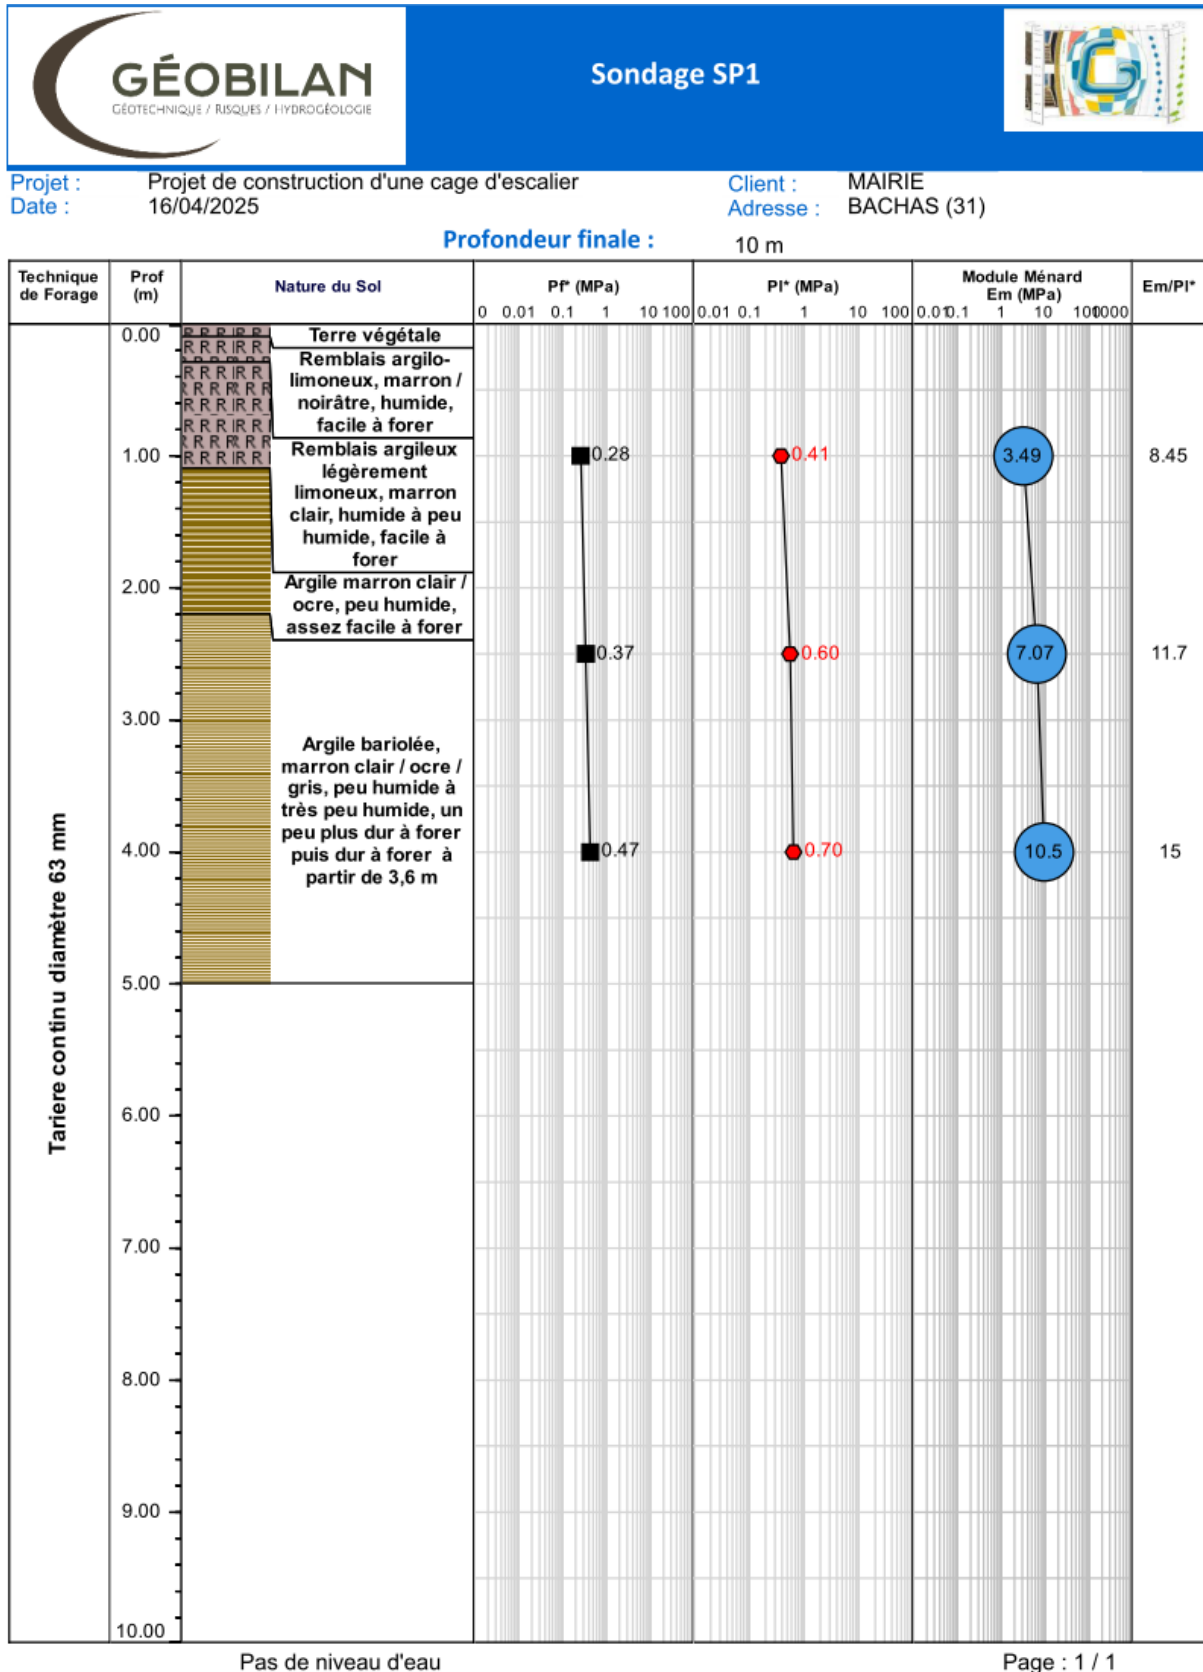 GÉOBILAN
GÉOTECHNIQUE / RISQUES / HYDROGÉOLOGIE
Sondage SP1
G
Projet : Projet de construction d'une cage d'escalier
Client : MAIRIE
Date : 16/04/2025
Adresse : BACHAS (31)
Profondeur finale : 10 m
Technique de Forage
Prof (m)
Nature du Sol
Pf* (MPa)
Pl* (MPa)
Module Ménard Em (MPa)
Em/Pl*
0 0.01 0.1 1 10 100
0.01 0.1 1 10 100
0.01 0.1 1 10 100 10000
0.00
Terre végétale
R R R R R
Remblais argilo-
limoneux, marron /
noirâtre, humide,
facile à forer
1.00
Remblais argileux
légèrement
limoneux, marron
clair, humide à peu
humide, facile à
forer
0.28
0.41
3.49
8.45
2.00
Argile marron clair /
ocre, peu humide,
assez facile à forer
0.37
0.60
7.07
11.7
3.00
Argile bariolée,
marron clair / ocre /
gris, peu humide à
très peu humide, un
peu plus dur à forer
puis dur à forer à
partir de 3,6 m
4.00
0.47
0.70
10.5
15
Tariere continu diamètre 63 mm
5.00
6.00
7.00
8.00
9.00
10.00
Pas de niveau d'eau
Page : 1 / 1